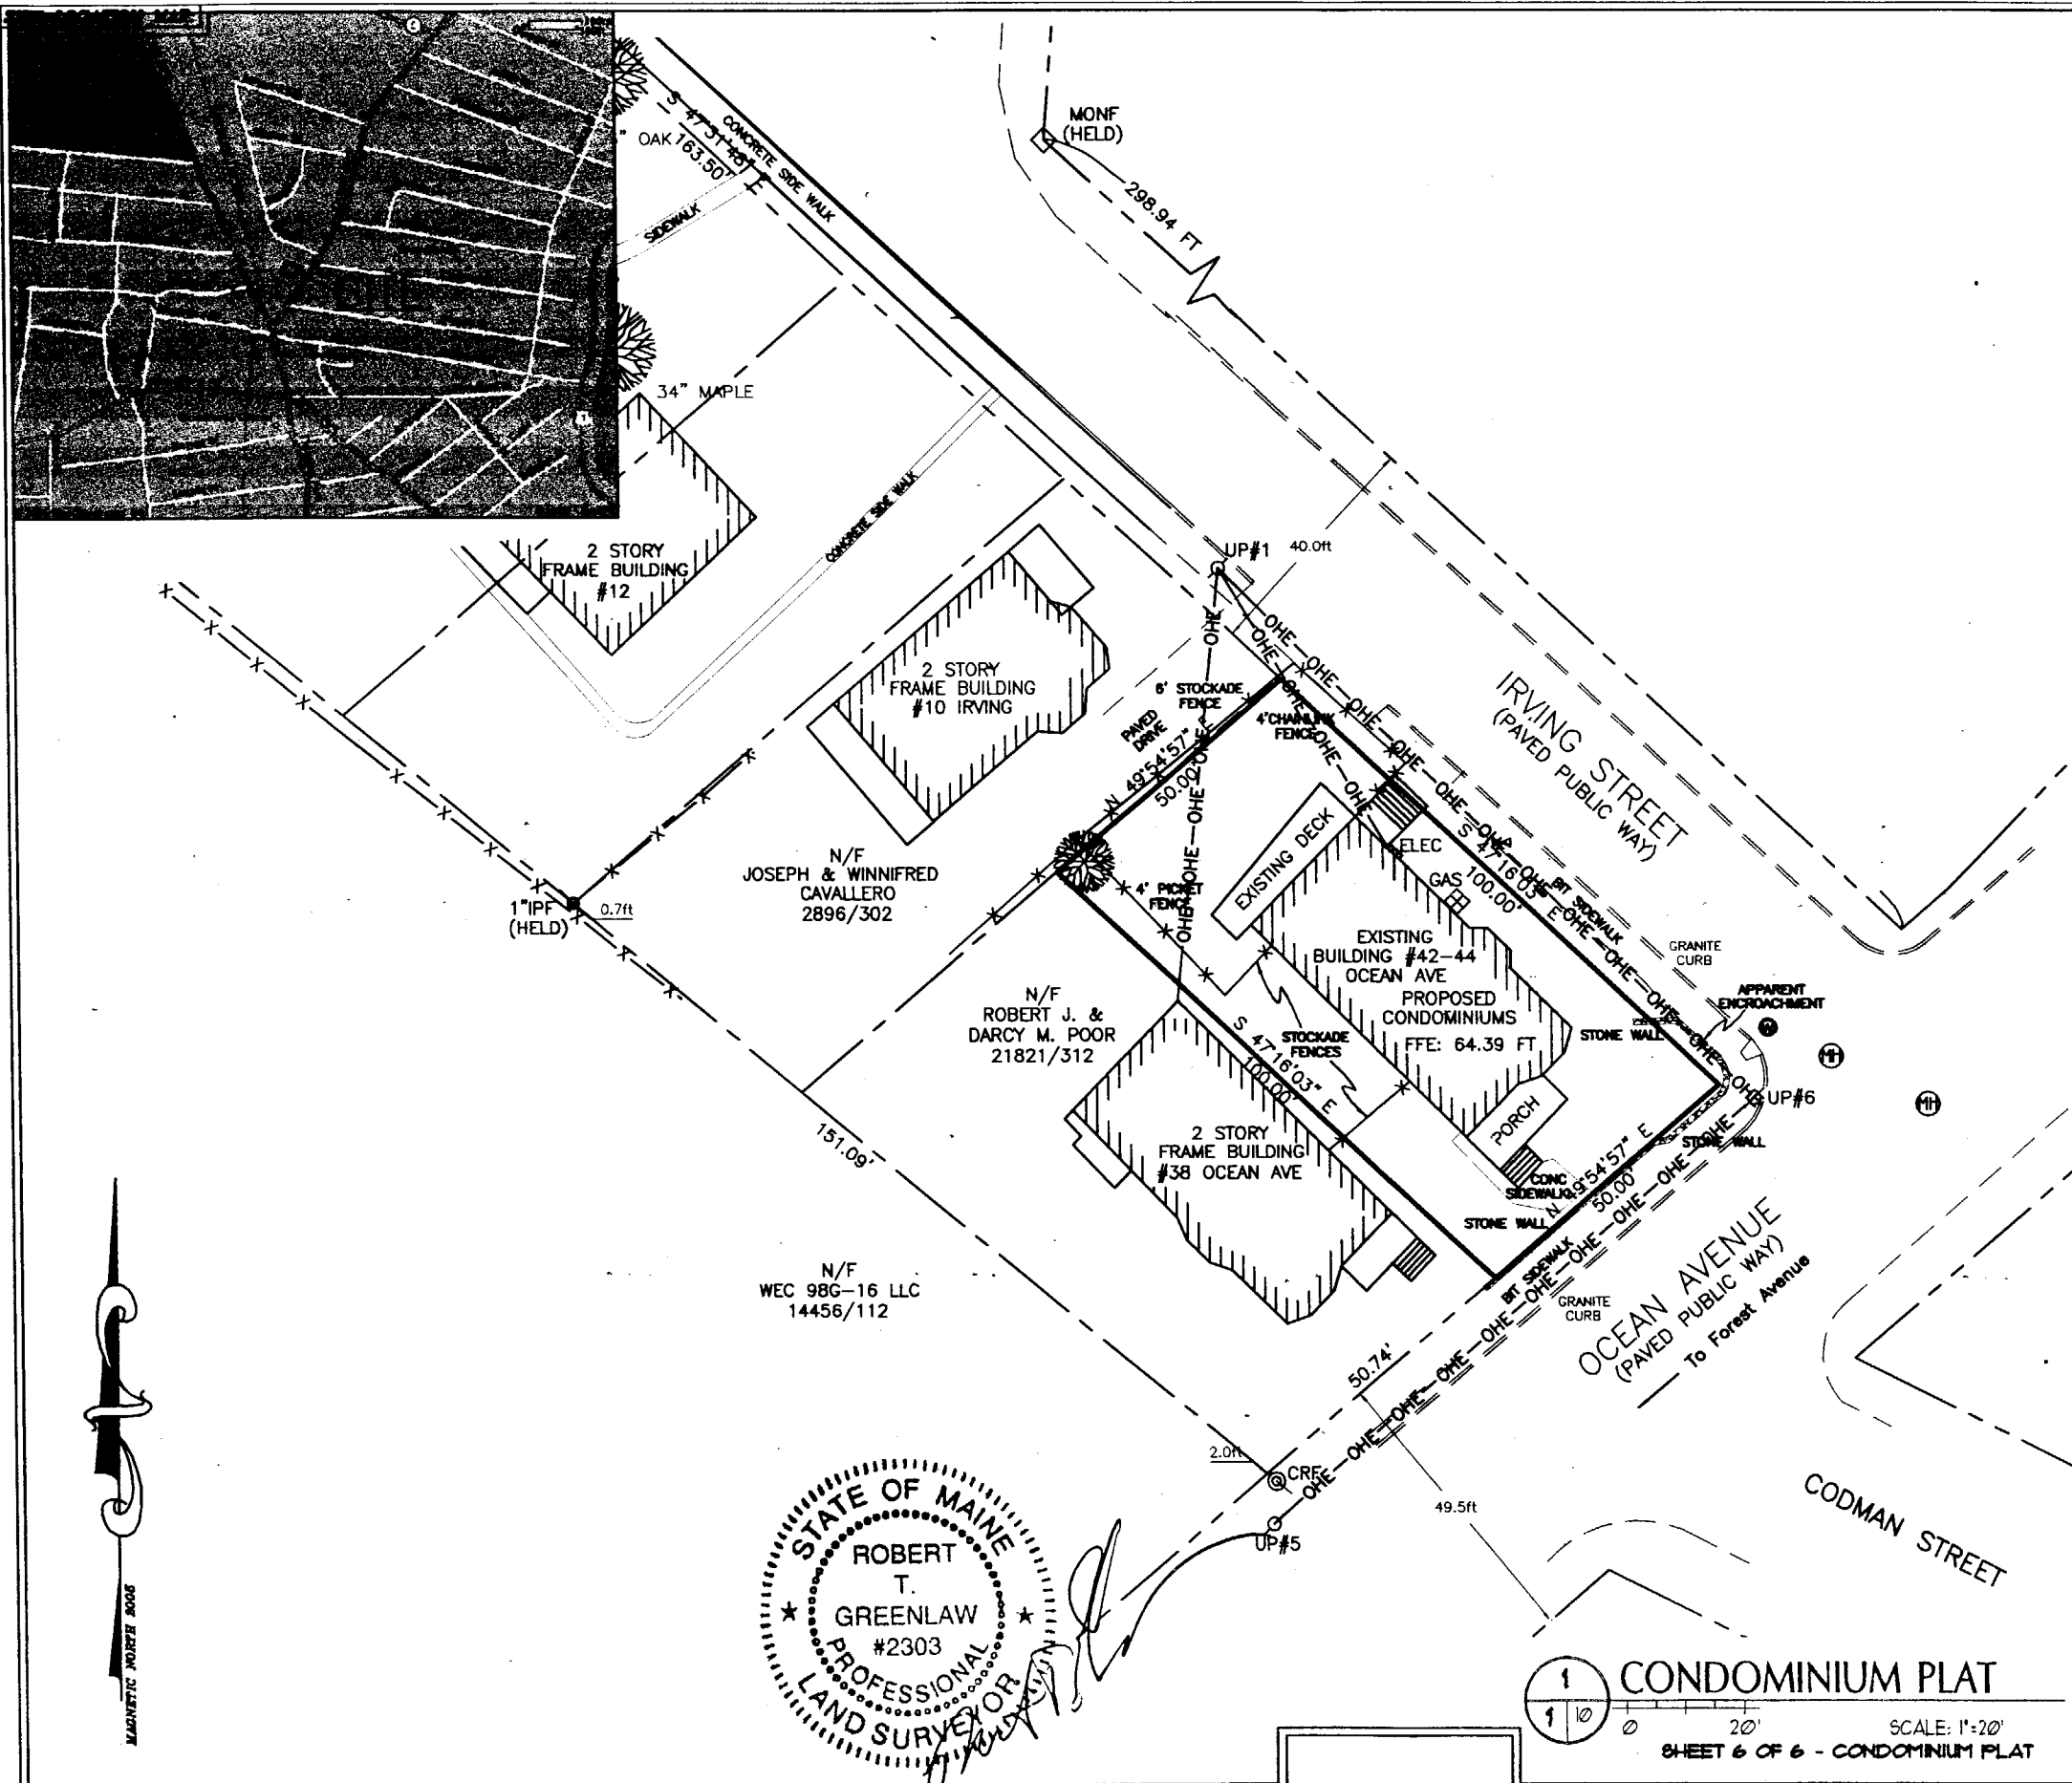 MONF
(HELD)
298.94 FT
S 47°31'48" E
163.50'
" OAK
CONCRETE SIDE WALK
SIDEWALK
34" MAPLE
CONCRETE SIDE WALK
2 STORY
FRAME BUILDING
#12
UP#1
40.0ft
2 STORY
FRAME BUILDING
#10 IRVING
6' STOCKADE
FENCE
PAVED
DRIVE
N 49°54'57" E
50.00'
4' CHAINLINK
FENCE
IRVING STREET
(PAVED PUBLIC WAY)
OHE
EXISTING DECK
ELEC
GAS
S 47°16'03" E
100.00'
BIT SIDEWALK
N/F
JOSEPH & WINNIFRED
CAVALLERO
2896/302
4' PICKET
FENCE
1"IPF
(HELD)
0.7ft
EXISTING
BUILDING #42-44
OCEAN AVE
PROPOSED
CONDOMINIUMS
FFE: 64.39 FT
GRANITE
CURB
APPARENT
ENCROACHMENT
W
MH
MH
STONE WALL
N/F
ROBERT J. &
DARCY M. POOR
21821/312
STOCKADE
FENCES
S 47°16'03" E
100.00'
UP#6
STONE WALL
PORCH
151.09'
2 STORY
FRAME BUILDING
#38 OCEAN AVE
CONC
SIDEWALK
N 49°54'57" E
50.00'
STONE WALL
BIT SIDEWALK
GRANITE
CURB
OCEAN AVENUE
(PAVED PUBLIC WAY)
To Forest Avenue
N/F
WEC 98G-16 LLC
14456/112
50.74'
2.0ft
CRF
UP#5
49.5ft
CODMAN STREET
STATE OF MAINE
ROBERT
T.
GREENLAW
#2303
PROFESSIONAL
LAND SURVEYOR
MAGNETIC NORTH 2005
1
1 10
CONDOMINIUM PLAT
0 20'
SCALE: 1"=20'
SHEET 6 OF 6 - CONDOMINIUM PLAT